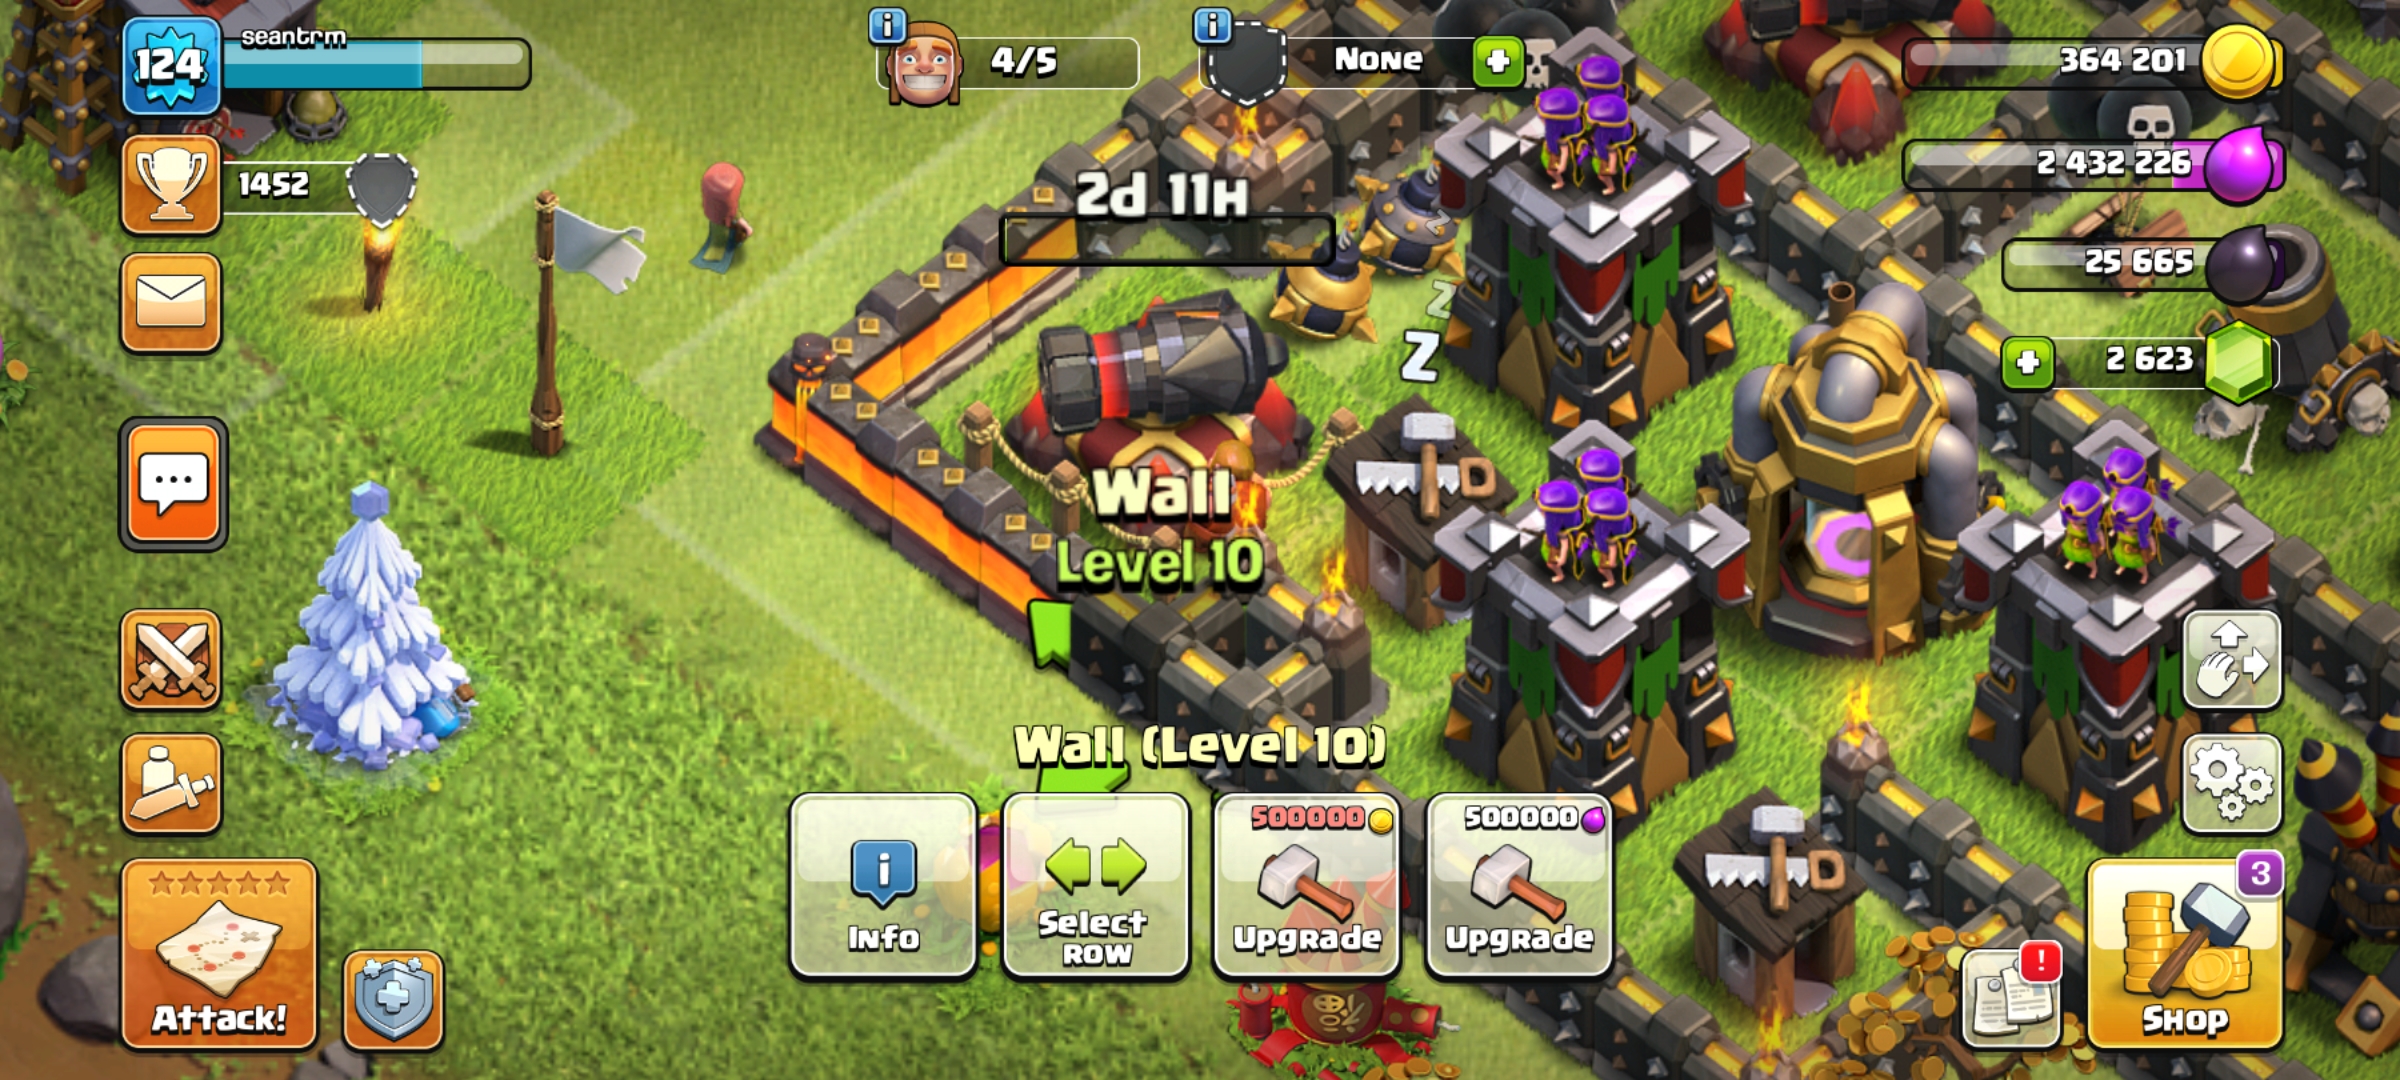 124
seantrm
4/5
None
364 201
1452
2 432 226
2d 11H
25 665
2 623
Z
Z
Z
Wall
Level 10
Wall (Level 10)
500000
500000
Info
Select
Row
Upgrade
Upgrade
3
!
Attack!
Shop